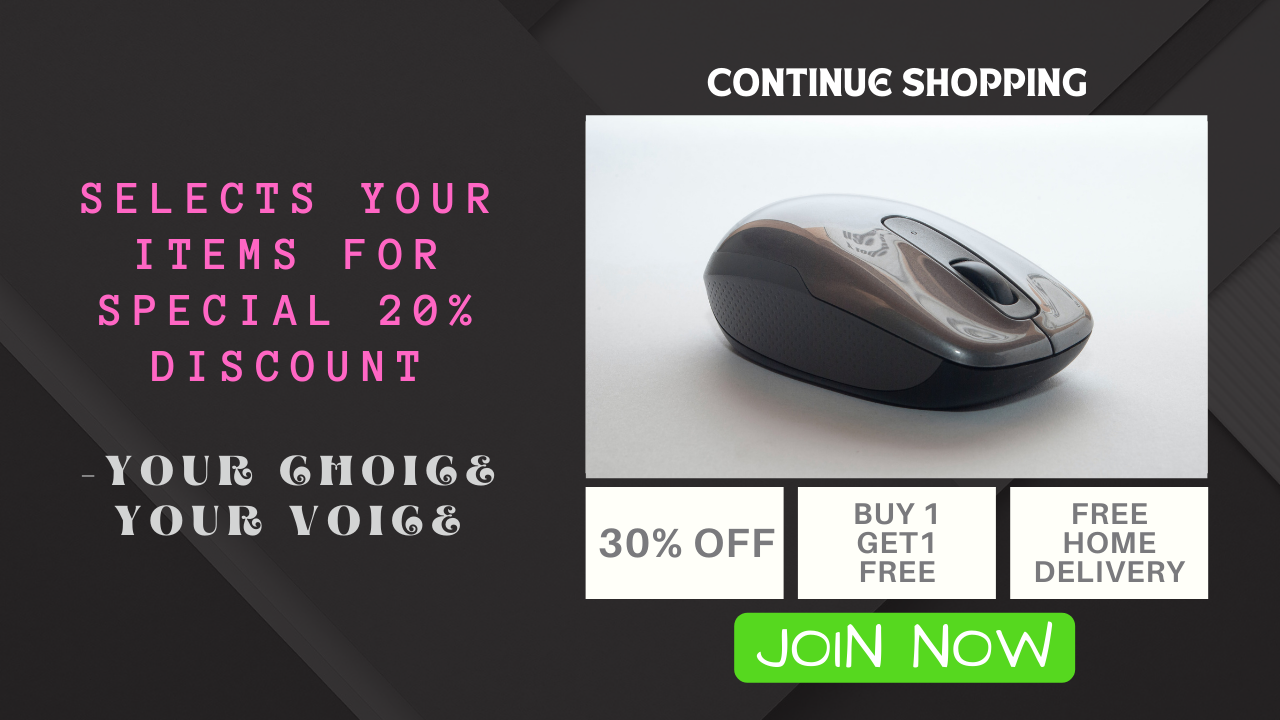 CONTINUE SHOPPING
SELECTS YOUR
ITEMS FOR
SPECIAL 20%
DISCOUNT
–YOUR CHOICE
YOUR VOICE
30% OFF
BUY 1
GET1
FREE
FREE
HOME
DELIVERY
JOIN NOW